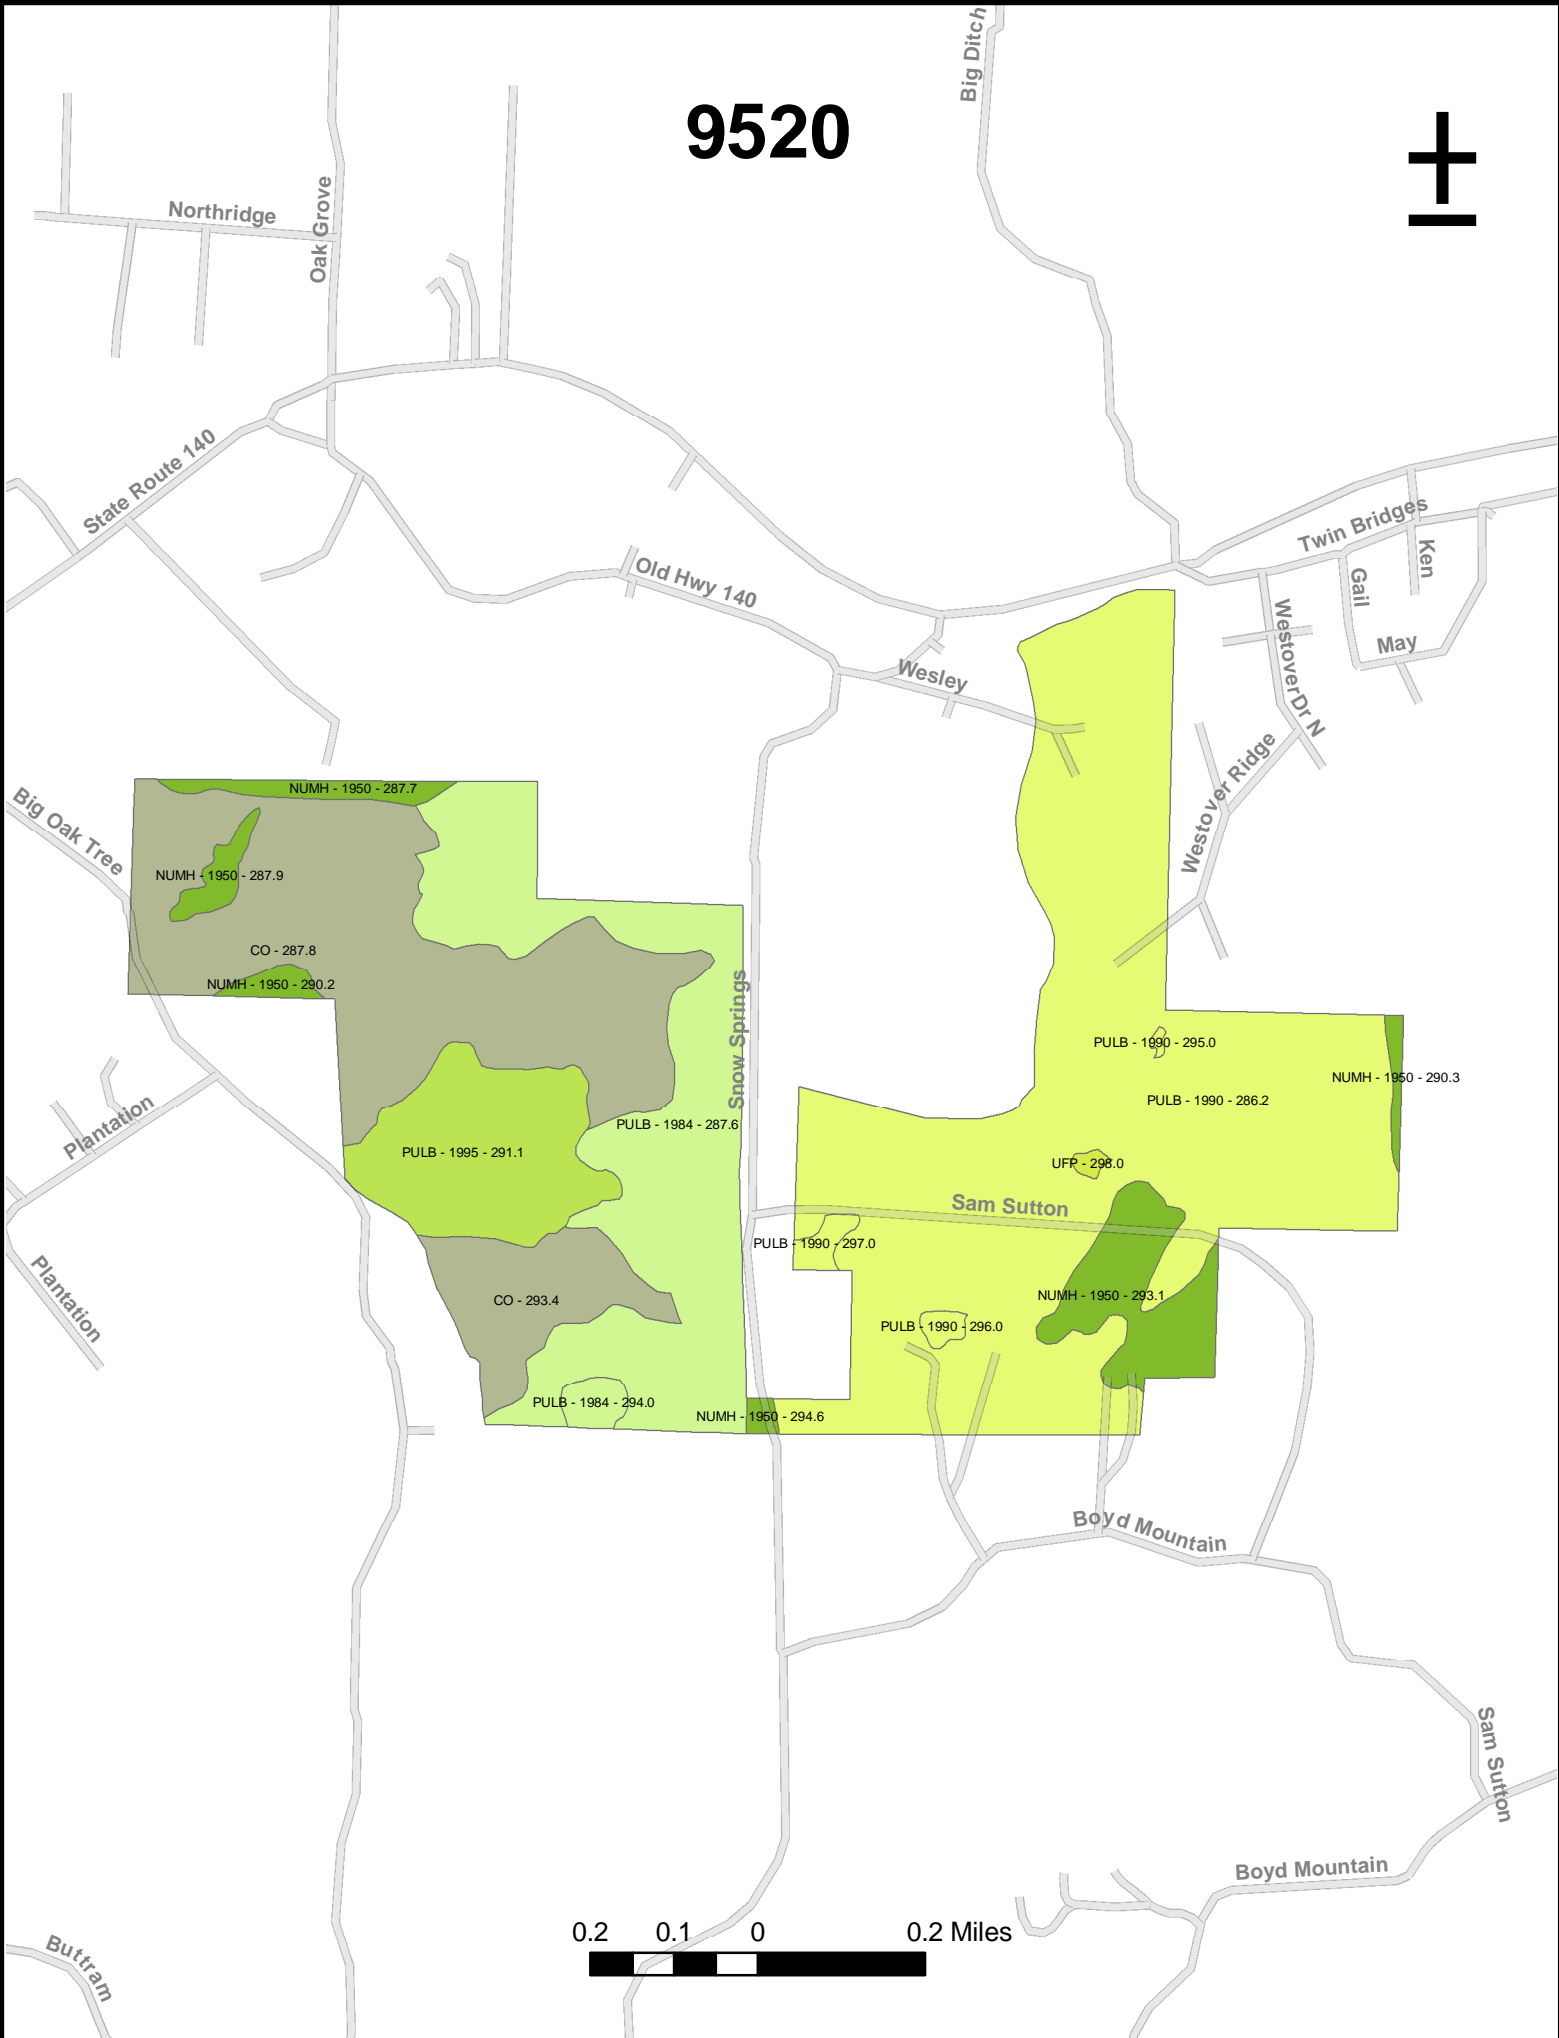 Big Ditch
9520
Northridge
Oak Grove
State Route 140
Twin Bridges
Ken
Old Hwy 140
Gail
WestoverDr N
May
Wesley
Westover Ridge
NUMH - 1950 - 287.7
Big Oak Tree
NUMH - 1950 - 287.9
CO - 287.8
NUMH - 1950 - 290.2
Snow Springs
PULB - 1990 - 295.0
NUMH - 1950 - 290.3
PULB - 1990 - 286.2
Plantation
PULB - 1984 - 287.6
PULB - 1995 - 291.1
UFP - 298.0
Sam Sutton
PULB - 1990 - 297.0
Plantation
CO - 293.4
NUMH - 1950 - 293.1
PULB - 1990 - 296.0
PULB - 1984 - 294.0
NUMH - 1950 - 294.6
Boyd Mountain
Sam Sutton
Boyd Mountain
0.2 0.1 0 0.2 Miles
Buttram